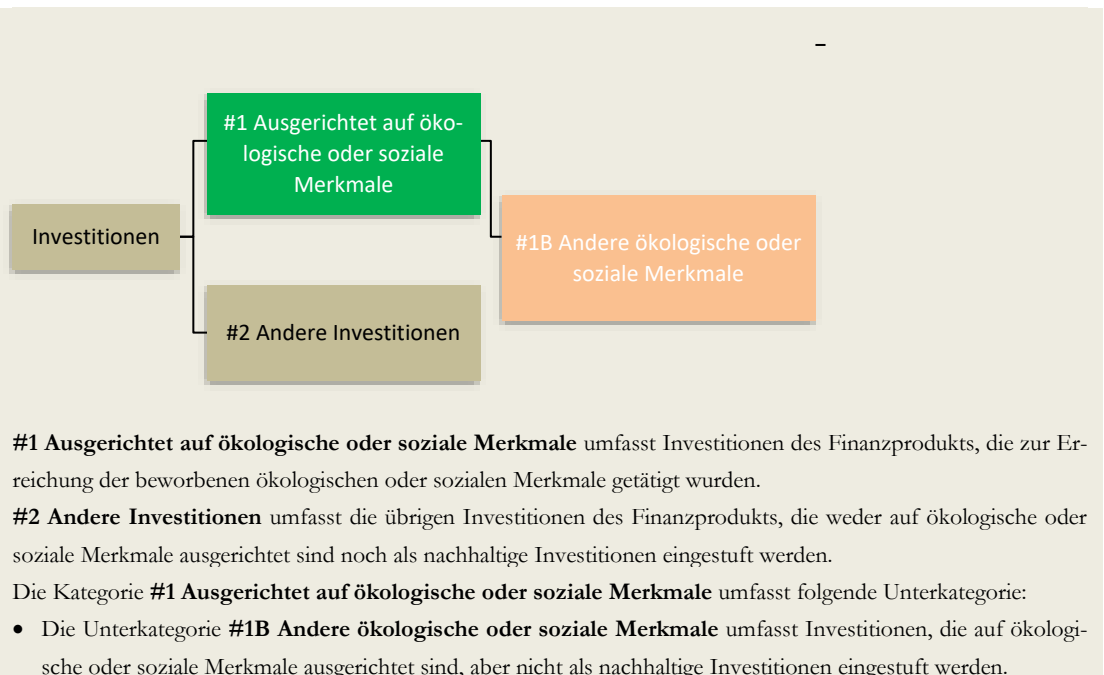 –
#1 Ausgerichtet auf öko-
logische oder soziale
Merkmale
Investitionen
#1B Andere ökologische oder
soziale Merkmale
#2 Andere Investitionen
#1 Ausgerichtet auf ökologische oder soziale Merkmale umfasst Investitionen des Finanzprodukts, die zur Er-
reichung der beworbenen ökologischen oder sozialen Merkmale getätigt wurden.
#2 Andere Investitionen umfasst die übrigen Investitionen des Finanzprodukts, die weder auf ökologische oder
soziale Merkmale ausgerichtet sind noch als nachhaltige Investitionen eingestuft werden.
Die Kategorie #1 Ausgerichtet auf ökologische oder soziale Merkmale umfasst folgende Unterkategorie:
• Die Unterkategorie #1B Andere ökologische oder soziale Merkmale umfasst Investitionen, die auf ökologi-
sche oder soziale Merkmale ausgerichtet sind, aber nicht als nachhaltige Investitionen eingestuft werden.